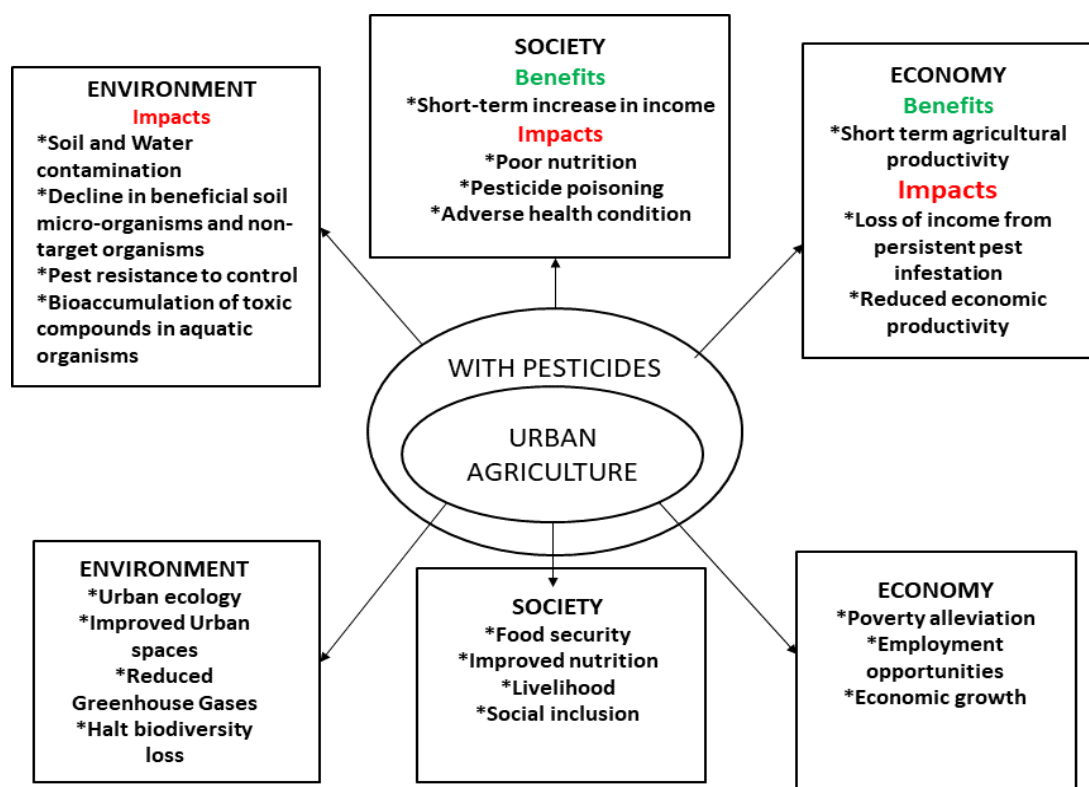 ENVIRONMENT
Impacts
*Soil and Water
contamination
*Decline in beneficial soil
micro-organisms and non-
target organisms
*Pest resistance to control
*Bioaccumulation of toxic
compounds in aquatic
organisms
SOCIETY
Benefits
*Short-term increase in income
Impacts
*Poor nutrition
*Pesticide poisoning
*Adverse health condition
ECONOMY
Benefits
*Short term agricultural
productivity
Impacts
*Loss of income from
persistent pest
infestation
*Reduced economic
productivity
WITH PESTICIDES
URBAN
AGRICULTURE
ENVIRONMENT
*Urban ecology
*Improved Urban
spaces
*Reduced
Greenhouse Gases
*Halt biodiversity
loss
SOCIETY
*Food security
*Improved nutrition
*Livelihood
*Social inclusion
ECONOMY
*Poverty alleviation
*Employment
opportunities
*Economic growth